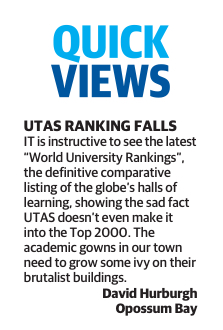 QUICK
VIEWS
UTAS RANKING FALLS
IT is instructive to see the latest
“World University Rankings”,
the definitive comparative
listing of the globe’s halls of
learning, showing the sad fact
UTAS doesn’t even make it
into the Top 2000. The
academic gowns in our town
need to grow some ivy on their
brutalist buildings.
David Hurburgh
Opossum Bay